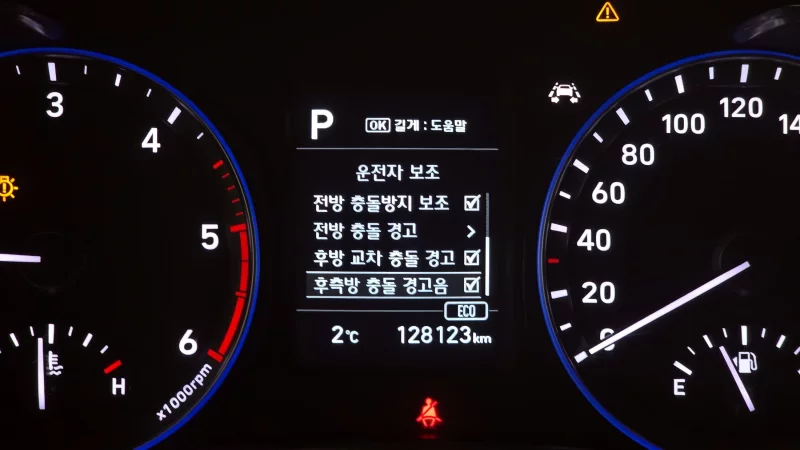 P OK 길게 : 도움말
운전자 보조
전방 충돌방지 보조
전방 충돌 경고
후방 교차 충돌 경고
후측방 충돌 경고음
ECO
2℃ 128123km
3
4
5
6
x1000rpm
H
0
20
40
60
80
100
120
14
E